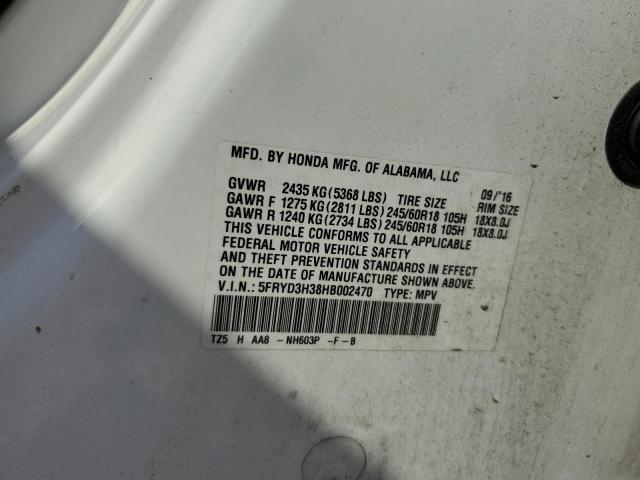 MFD. BY HONDA MFG. OF ALABAMA, LLC
GVWR 2435 KG(5368 LBS) TIRE SIZE 09/'16 RIM SIZE
GAWR F 1275 KG(2811 LBS)245/60R18 105H 18X8.0J
GAWR R 1240 KG(2734 LBS)245/60R18 105H 18X8.0J
THIS VEHICLE CONFORMS TO ALL APPLICABLE
FEDERAL MOTOR VEHICLE SAFETY
AND THEFT PREVENTION STANDARDS IN EFFECT
ON THE DATE OF MANUFACTURE SHOWN ABOVE.
V.I.N.: 5FRYD3H38HB002470 TYPE: MPV
TZ5 H AA8 -NH603P -F-B